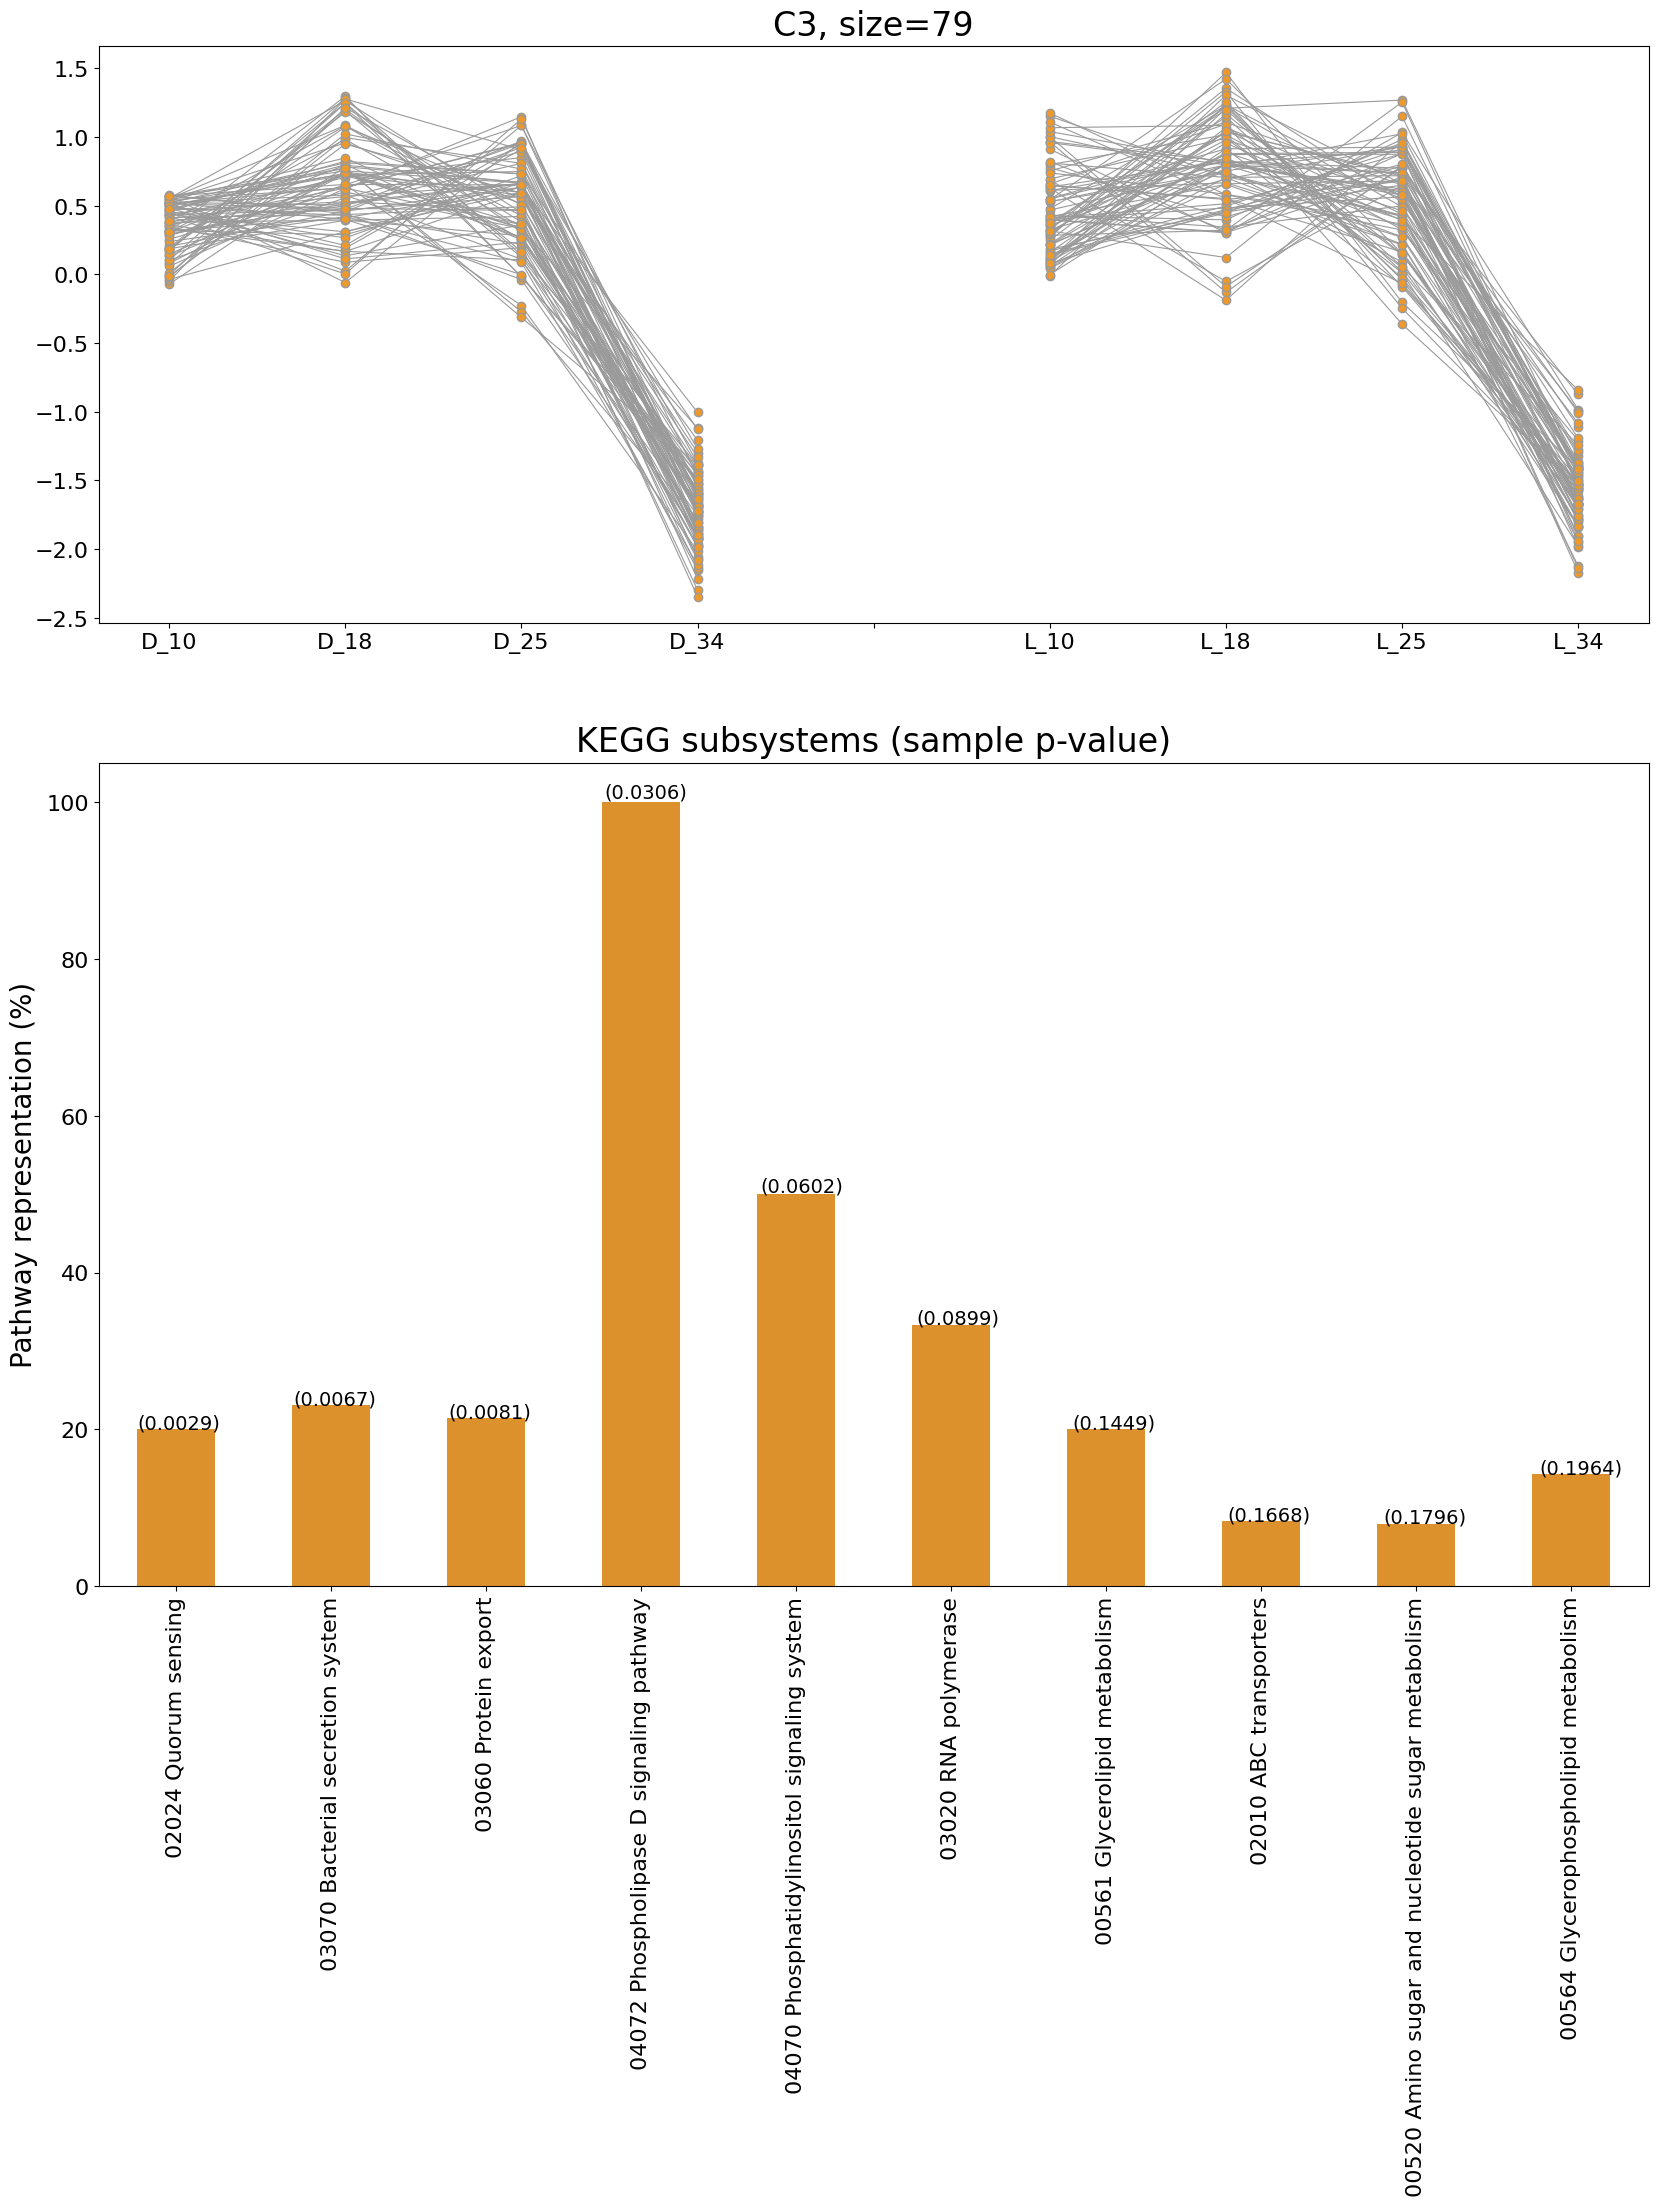 C3, size=79
1.5
1.0
0.5
0.0
−0.5
−1.0
−1.5
−2.0
−2.5
D_10 D_18 D_25 D_34 L_10 L_18 L_25 L_34
KEGG subsystems (sample p-value)
Pathway representation (%)
100
80
60
40
20
0
(0.0029)
(0.0067)
(0.0081)
(0.0306)
(0.0602)
(0.0899)
(0.1449)
(0.1668)
(0.1796)
(0.1964)
02024 Quorum sensing
03070 Bacterial secretion system
03060 Protein export
04072 Phospholipase D signaling pathway
04070 Phosphatidylinositol signaling system
03020 RNA polymerase
00561 Glycerolipid metabolism
02010 ABC transporters
00520 Amino sugar and nucleotide sugar metabolism
00564 Glycerophospholipid metabolism